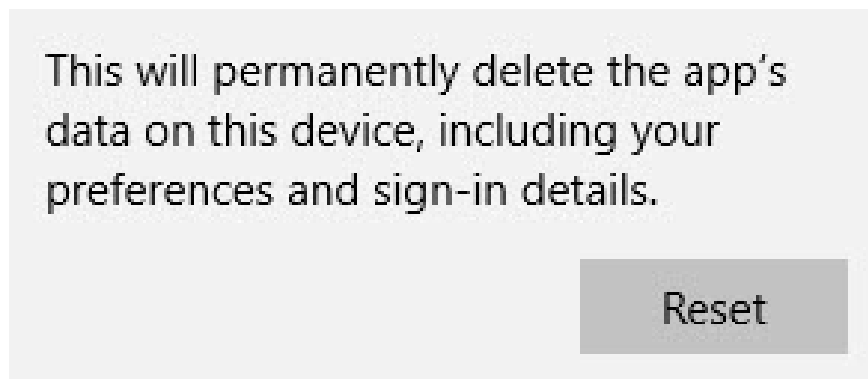 This will permanently delete the app's
data on this device, including your
preferences and sign-in details.
Reset